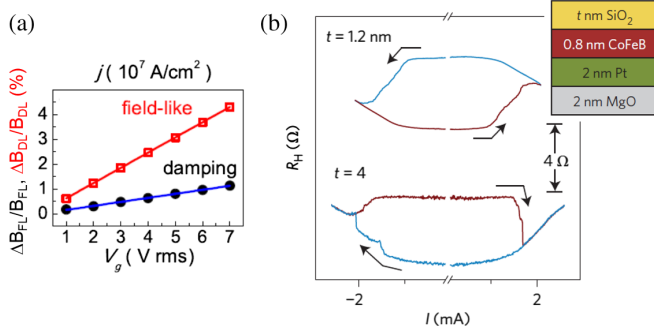 (a)
j ( 10⁷ A/cm² )
ΔB_FL/B_FL, ΔB_DL/B_DL (%)
field-like
damping
4
3
2
1
0
1 2 3 4 5 6 7
V_g ( V rms )
(b)
t = 1.2 nm
t nm SiO₂
0.8 nm CoFeB
2 nm Pt
2 nm MgO
R_H (Ω)
4 Ω
t = 4
−2 2
I (mA)